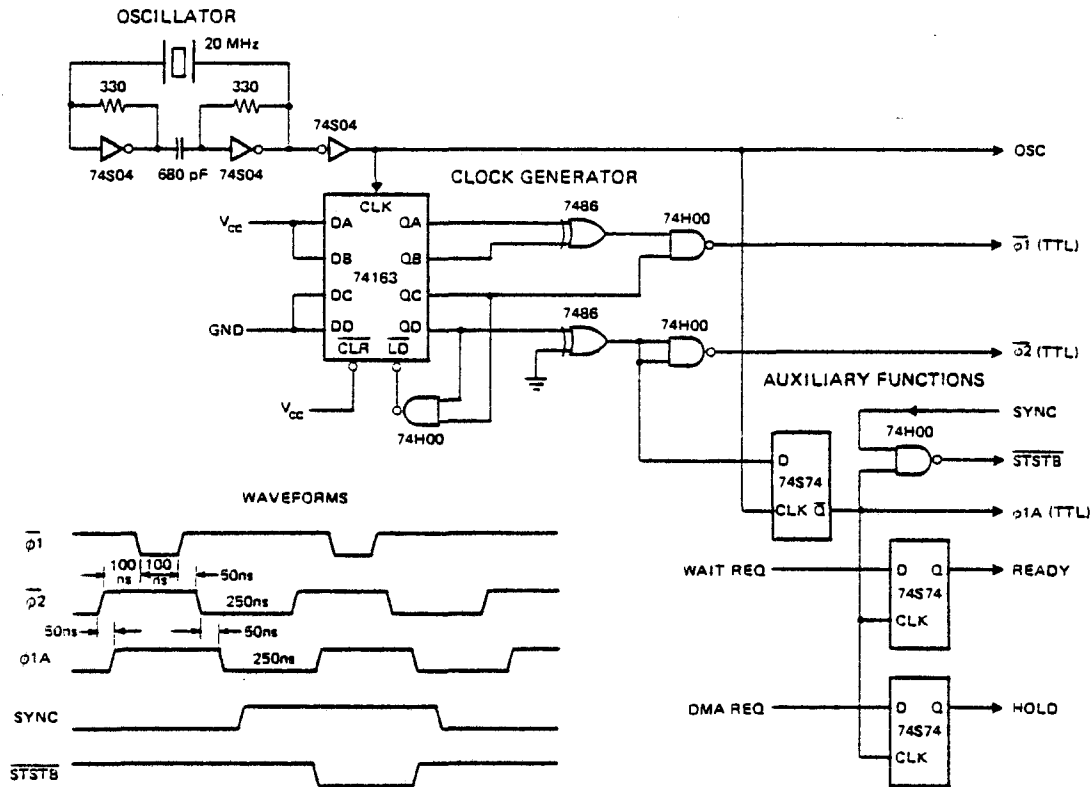 OSCILLATOR
20 MHz
330
330
74S04
74S04
680 pF
74S04
OSC
CLOCK GENERATOR
CLK
7486
74H00
VCC
DA
QA
φ1 (TTL)
DB
QB
74163
DC
QC
7486
74H00
GND
DD
QD
CLR
LD
φ2 (TTL)
AUXILIARY FUNCTIONS
VCC
74H00
SYNC
74H00
D
STSTB
74S74
CLK
Q
φ1A (TTL)
WAIT REQ
D
Q
READY
74S74
CLK
DMA REQ
D
Q
HOLD
74S74
CLK
WAVEFORMS
φ1
100 ns
100 ns
50ns
φ2
250ns
50ns
50ns
φ1A
250ns
SYNC
STSTB